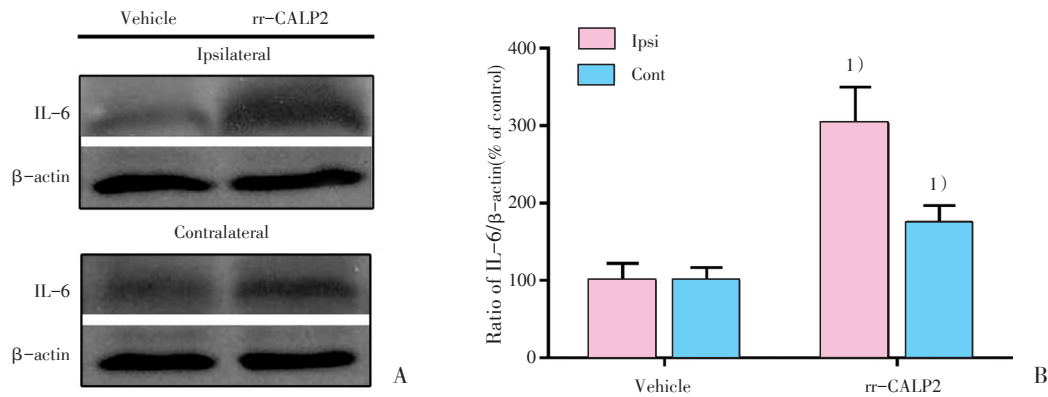 Vehicle rr-CALP2
Ipsilateral
IL-6
β-actin
Contralateral
IL-6
β-actin
A
Ratio of IL-6/β-actin(% of control)
400
300
200
100
0
Ipsi
Cont
1)
1)
Vehicle rr-CALP2
B